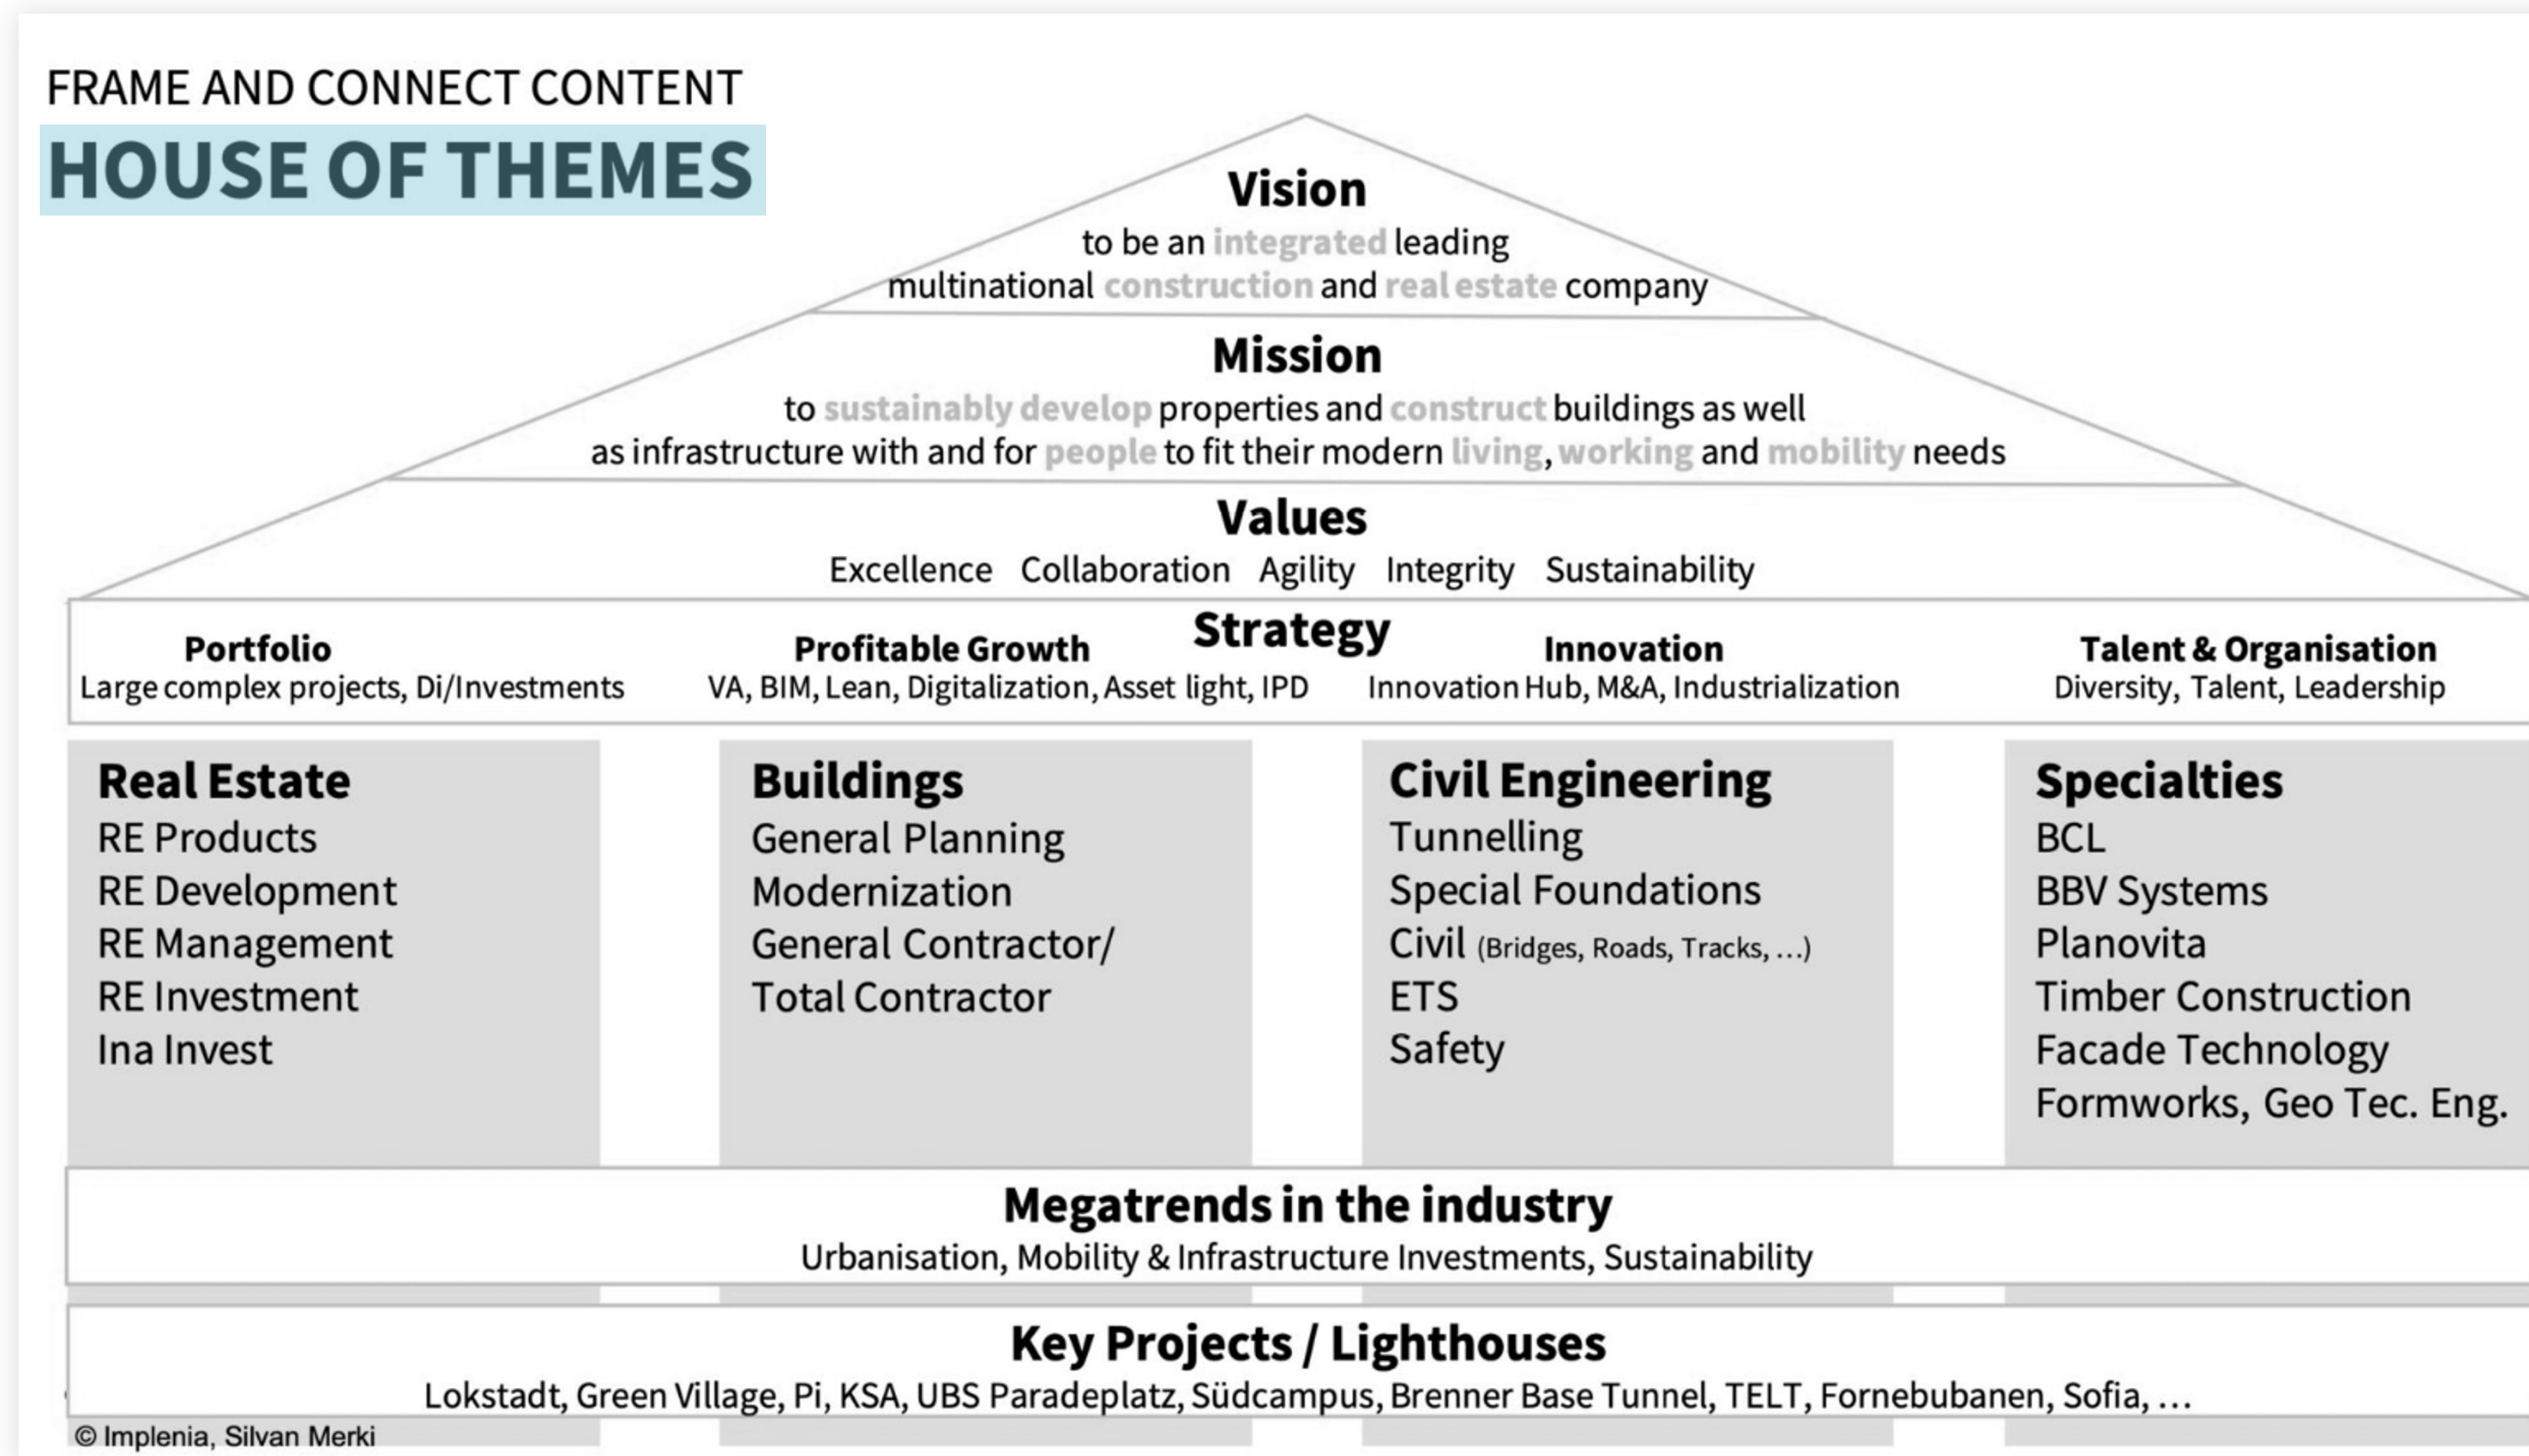 FRAME AND CONNECT CONTENT
HOUSE OF THEMES
Vision
to be an integrated leading
multinational construction and real estate company
Mission
to sustainably develop properties and construct buildings as well
as infrastructure with and for people to fit their modern living, working and mobility needs
Values
Excellence Collaboration Agility Integrity Sustainability
Strategy
Portfolio
Large complex projects, Di/Investments
Profitable Growth
VA, BIM, Lean, Digitalization, Asset light, IPD
Innovation
Innovation Hub, M&A, Industrialization
Talent & Organisation
Diversity, Talent, Leadership
Real Estate
RE Products
RE Development
RE Management
RE Investment
Ina Invest
Buildings
General Planning
Modernization
General Contractor/
Total Contractor
Civil Engineering
Tunnelling
Special Foundations
Civil (Bridges, Roads, Tracks, ...)
ETS
Safety
Specialties
BCL
BBV Systems
Planovita
Timber Construction
Facade Technology
Formworks, Geo Tec. Eng.
Megatrends in the industry
Urbanisation, Mobility & Infrastructure Investments, Sustainability
Key Projects / Lighthouses
Lokstadt, Green Village, Pi, KSA, UBS Paradeplatz, Südcampus, Brenner Base Tunnel, TELT, Fornebubanen, Sofia, ...
© Implenia, Silvan Merki